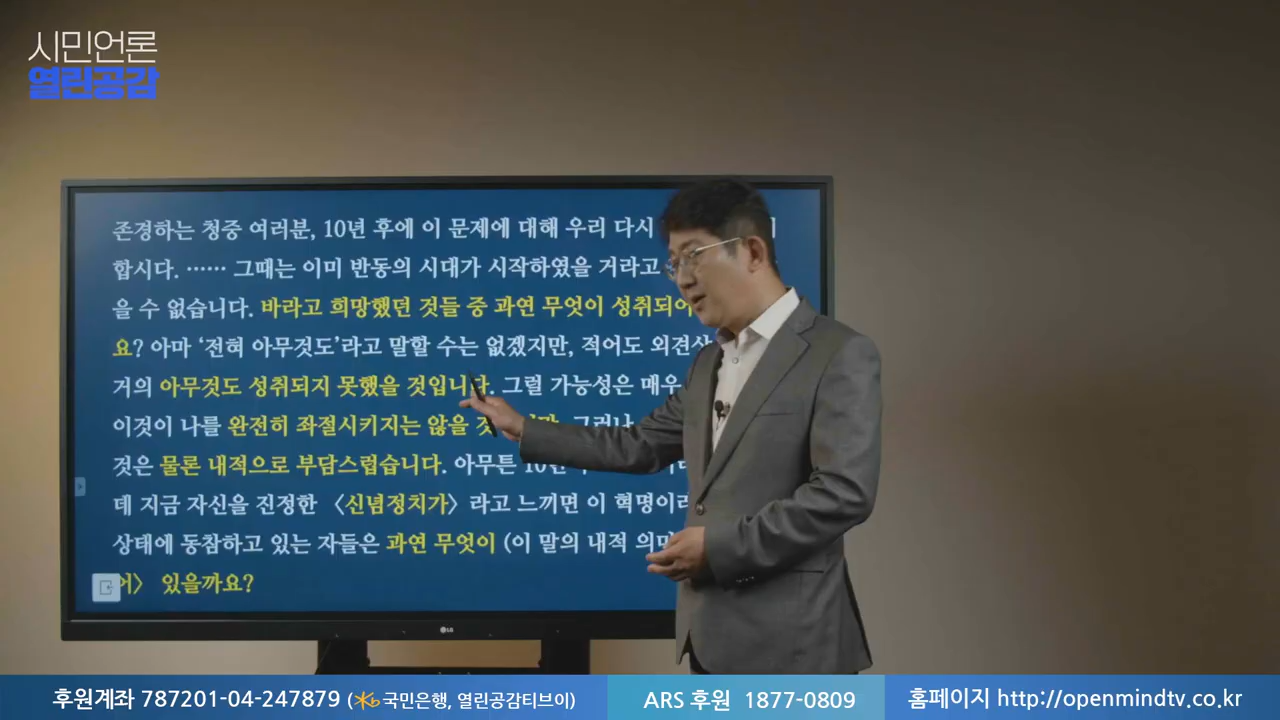 시민언론
열린공감
존경하는 청중 여러분, 10년 후에 이 문제에 대해 우리 다시
합시다. …… 그때는 이미 반동의 시대가 시작하였을 거라고
을 수 없습니다. 바라고 희망했던 것들 중 과연 무엇이 성취되어
요? 아마 ‘전혀 아무것도’라고 말할 수는 없겠지만, 적어도 외견상
거의 아무것도 성취되지 못했을 것입니다. 그럴 가능성은 매우
이것이 나를 완전히 좌절시키지는 않을 그러나
것은 물론 내적으로 부담스럽습니다. 아무튼 10년
데 지금 자신을 진정한 〈신념정치가〉라고 느끼면 이 혁명이라
상태에 동참하고 있는 자들은 과연 무엇이 (이 말의 내적
어〉 있을까요?
LG
후원계좌 787201-04-247879 (국민은행, 열린공감티브이)
ARS 후원 1877-0809
홈페이지 http://openmindtv.co.kr